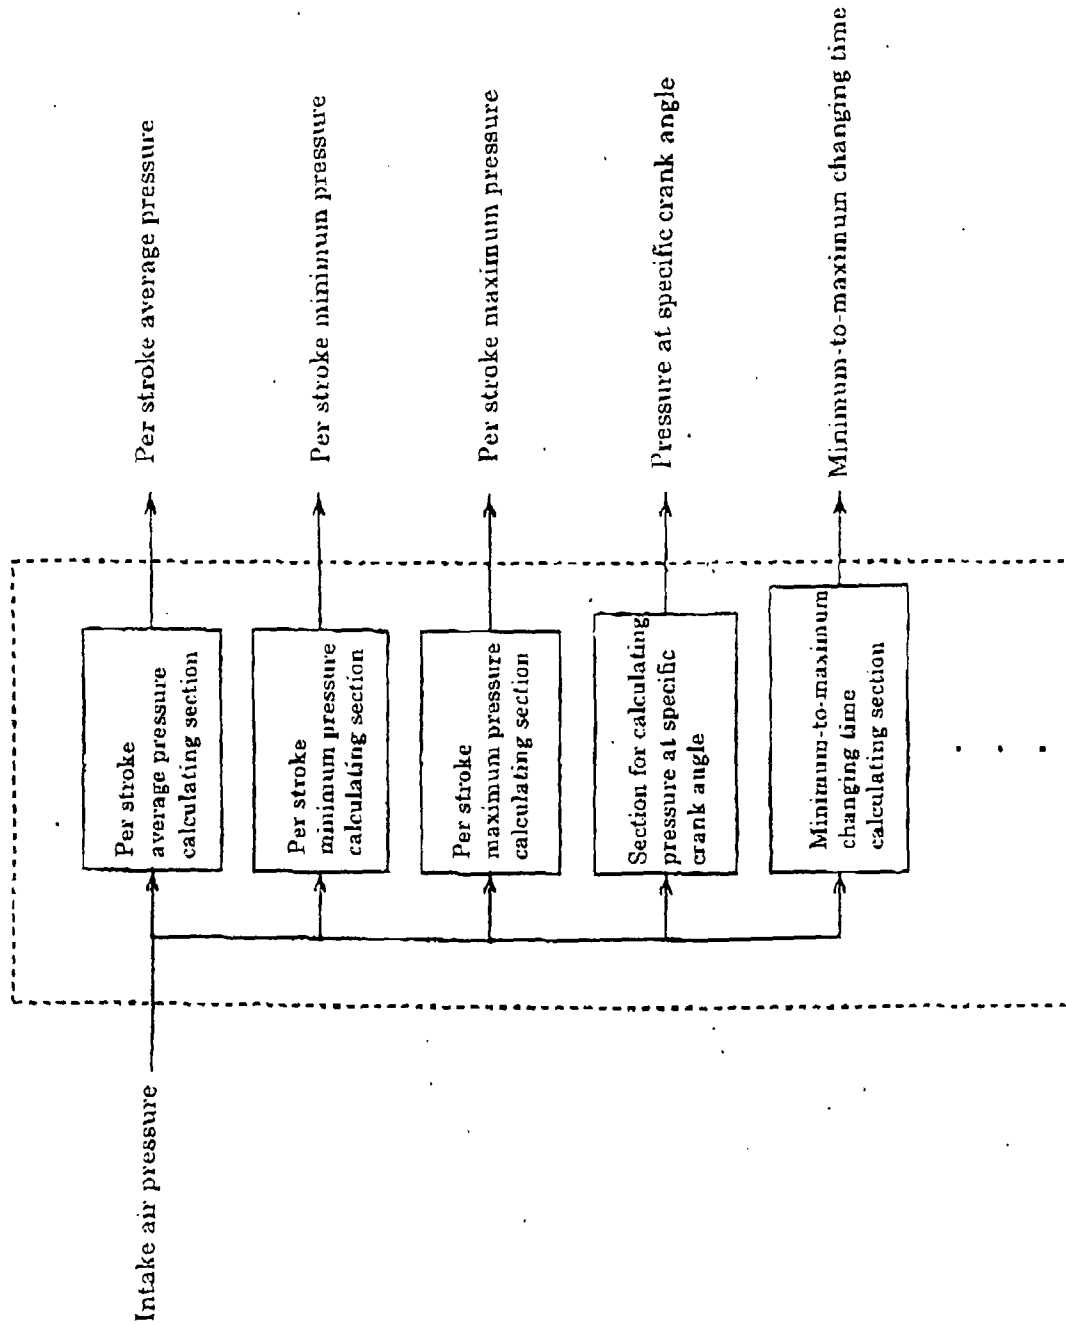 Intake air pressure
Per stroke
average pressure
calculating section
Per stroke average pressure
Per stroke
minimum pressure
calculating section
Per stroke minimum pressure
Per stroke
maximum pressure
calculating section
Per stroke maximum pressure
Section for calculating
pressure at specific
crank angle
Pressure at specific crank angle
Minimum-to-maximum
changing time
calculating section
Minimum-to-maximum changing time